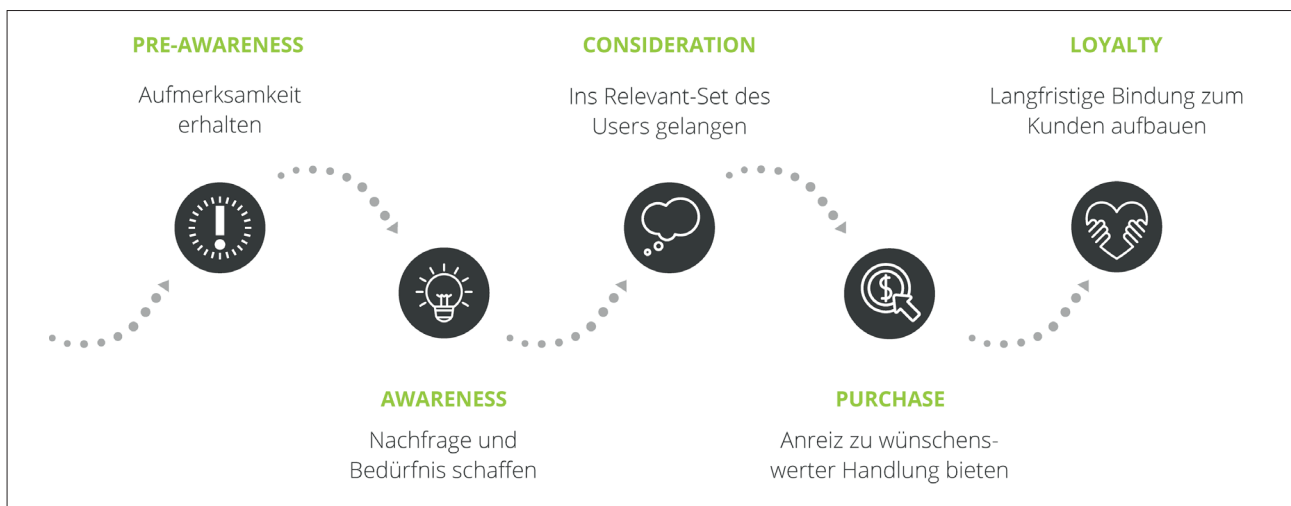 PRE-AWARENESS
Aufmerksamkeit
erhalten
AWARENESS
Nachfrage und
Bedürfnis schaffen
CONSIDERATION
Ins Relevant-Set des
Users gelangen
PURCHASE
Anreiz zu wünschens-
werter Handlung bieten
LOYALTY
Langfristige Bindung zum
Kunden aufbauen